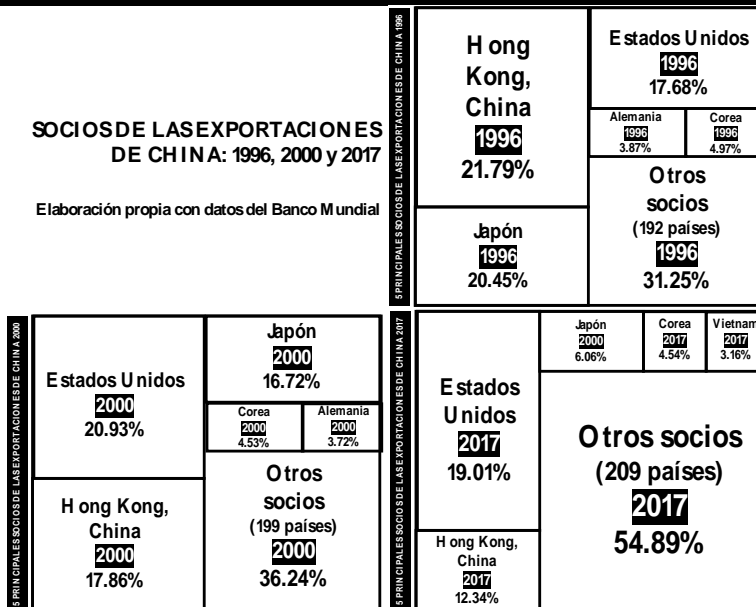 SOCIOS DE LAS EXPORTACIONES
DE CHINA: 1996, 2000 y 2017
Elaboración propia con datos del Banco Mundial
5 PRINCIPALES SOCIOS DE LAS EXPORTACIONES DE CHINA 1996
Hong
Kong,
China
1996
21.79%
Japón
1996
20.45%
Estados Unidos
1996
17.68%
Alemania
1996
3.87%
Corea
1996
4.97%
Otros
socios
(192 países)
1996
31.25%
5 PRINCIPALES SOCIOS DE LAS EXPORTACIONES DE CHINA 2000
Estados Unidos
2000
20.93%
Hong Kong,
China
2000
17.86%
Japón
2000
16.72%
Corea
2000
4.53%
Alemania
2000
3.72%
Otros
socios
(199 países)
2000
36.24%
5 PRINCIPALES SOCIOS DE LAS EXPORTACIONES DE CHINA 2017
Estados
Unidos
2017
19.01%
Hong Kong,
China
2017
12.34%
Japón
2000
6.06%
Corea
2017
4.54%
Vietnam
2017
3.16%
Otros socios
(209 países)
2017
54.89%